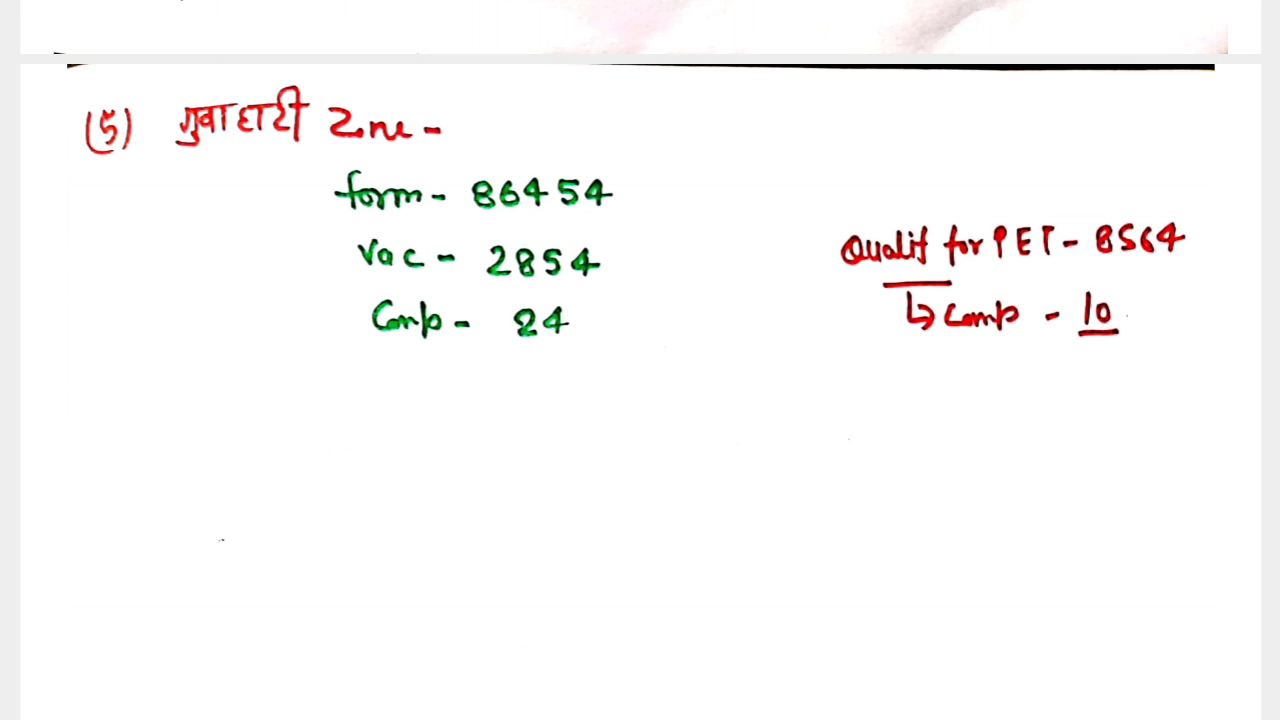 (5) गुवाहाटी Zone -
form - 86454
Vac - 2854
Comp - 24
Qualif for PET - 8564
↳ Comp - 10